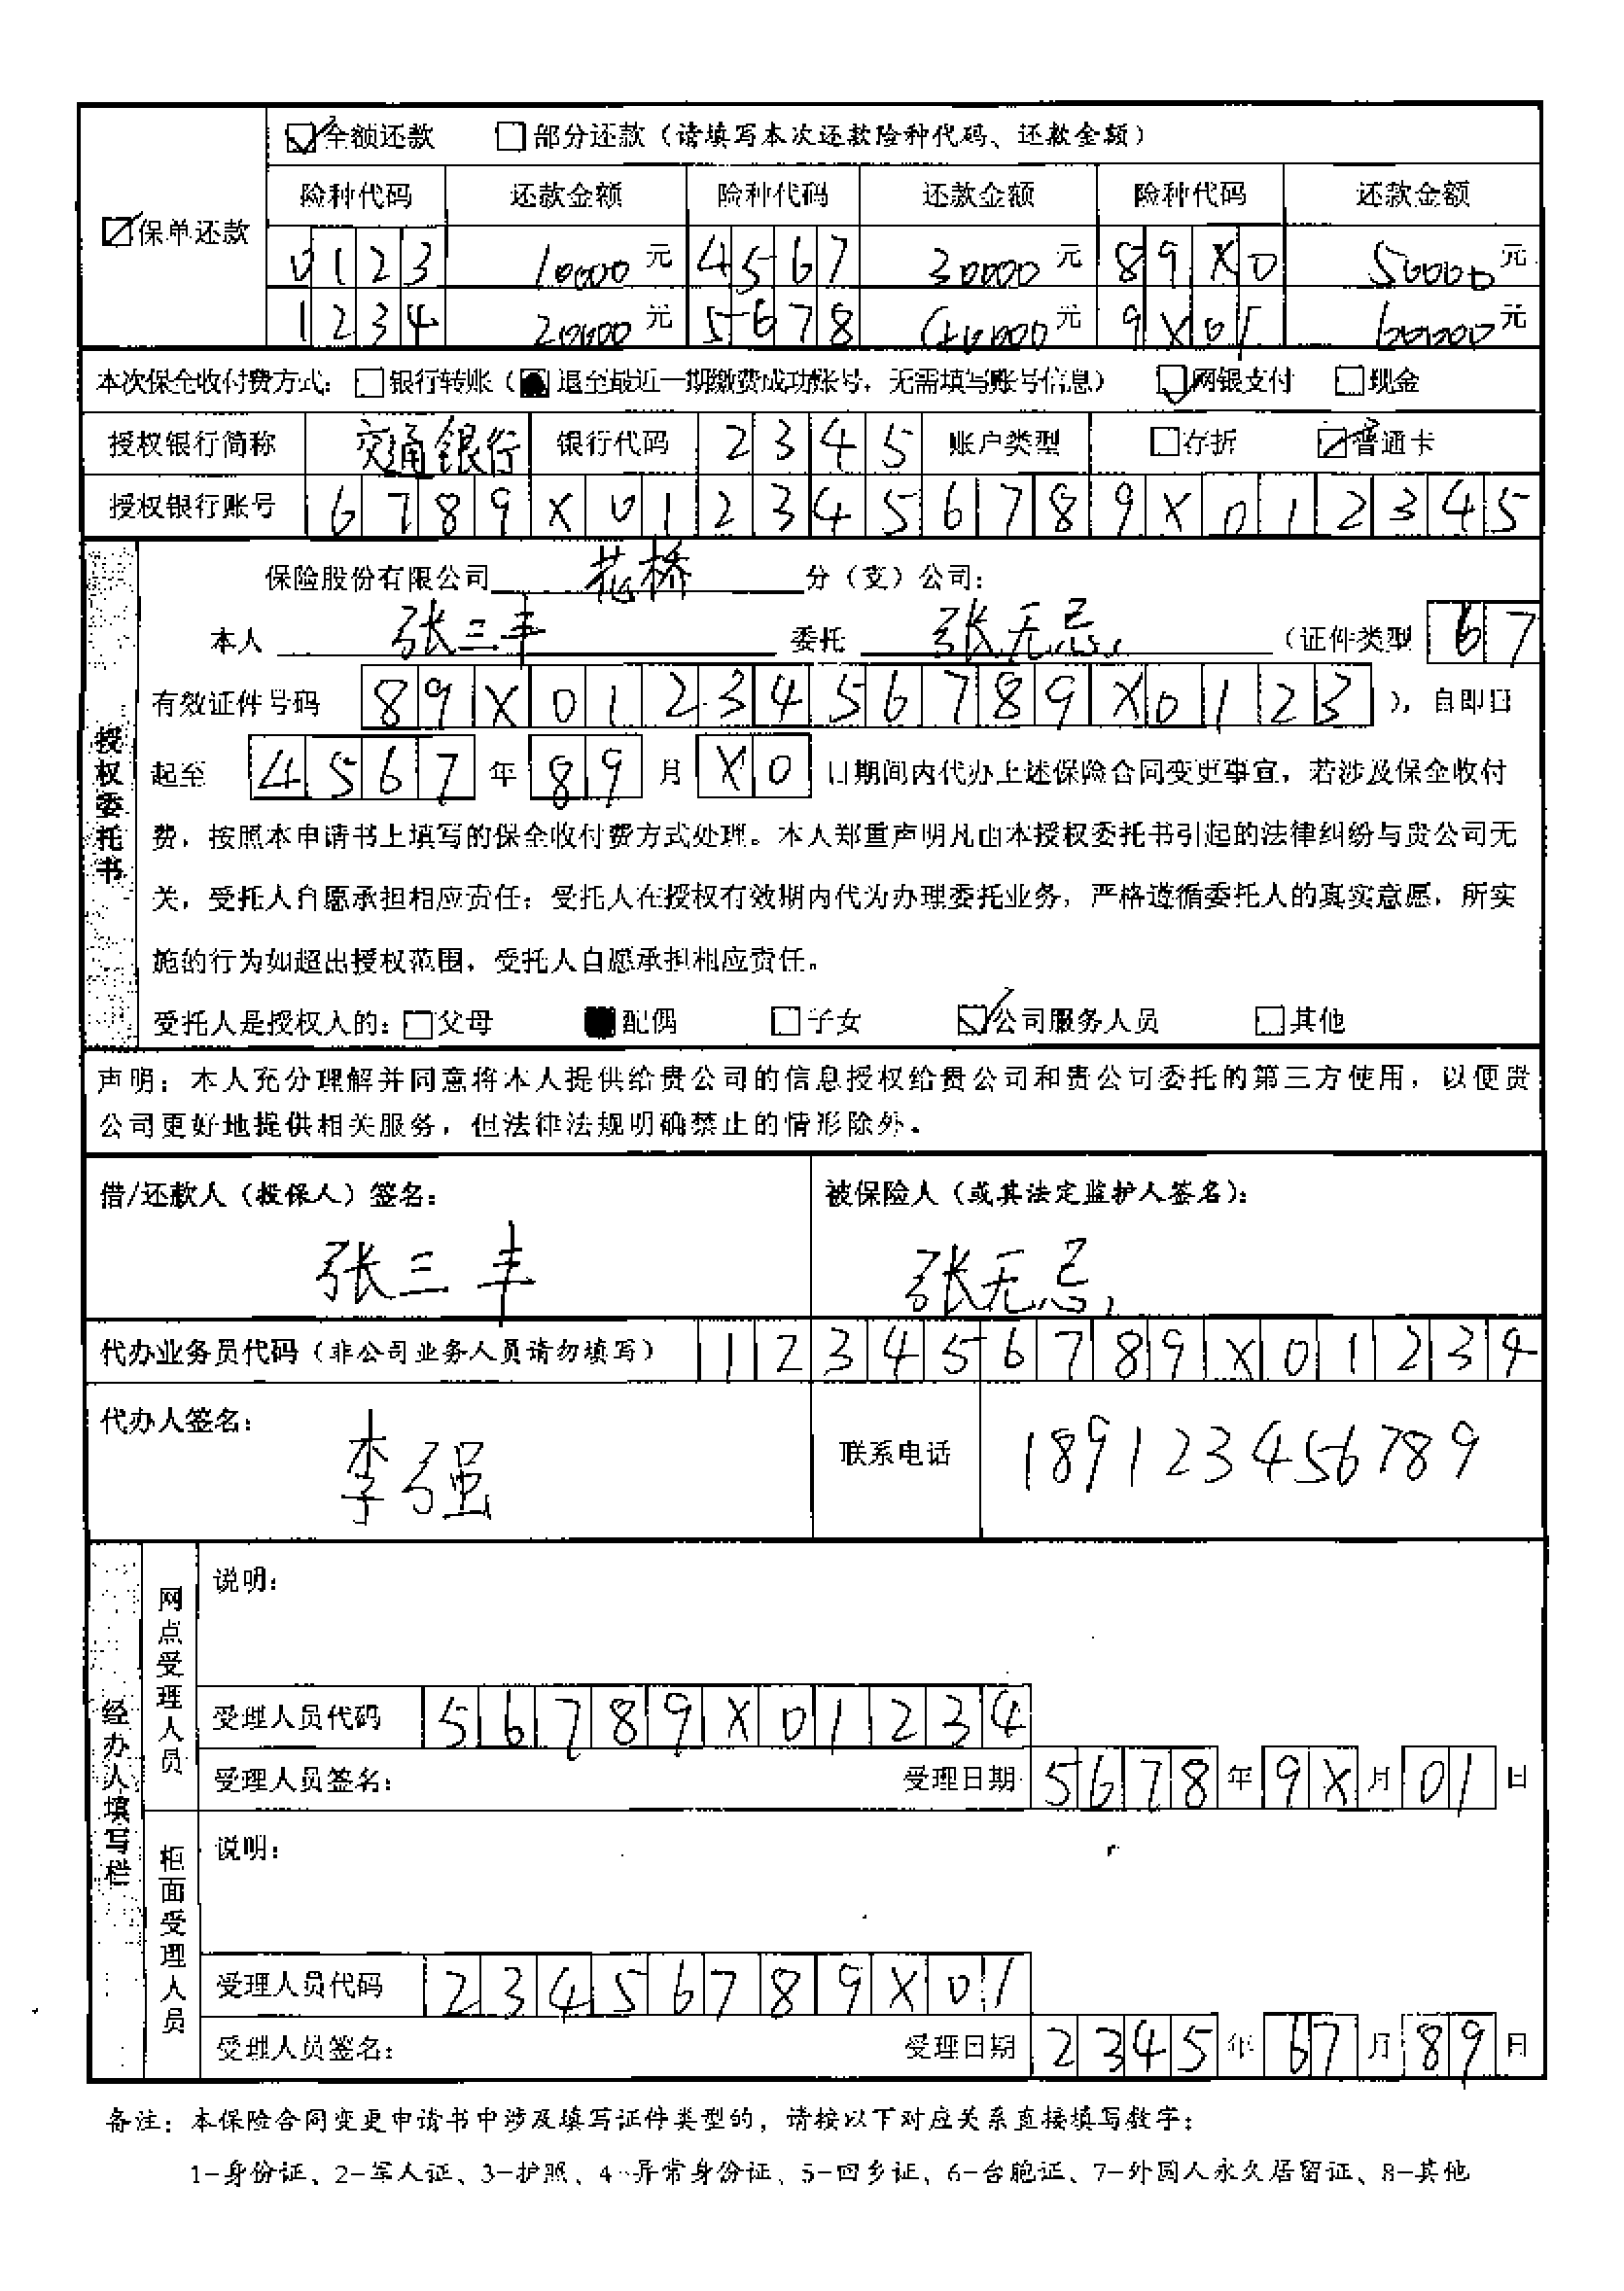 ☑全额还款 □部分还款（请填写本次还款险种代码、还款金额）
☑保单还款
险种代码 还款金额 险种代码 还款金额 险种代码 还款金额
0123 10000元 4567 30000元 89X0 50000元
1234 20000元 5678 40000元 9X01 60000元
本次保全收付费方式：□银行转账（■退至最近一期缴费成功账号，无需填写账号信息） ☑网银支付 □现金
授权银行简称 交通银行 银行代码 2345 账户类型 □存折 ☑普通卡
授权银行账号 6789X0123456789X012345
授权委托书
保险股份有限公司 花桥 分（支）公司：
本人 张三丰 委托 张无忌 （证件类型 67
有效证件号码 89X0123456789X0123 ），自即日
起至 4567 年 89 月 X0 日期间内代办上述保险合同变更事宜，若涉及保全收付
费，按照本申请书上填写的保全收付费方式处理。本人郑重声明凡由本授权委托书引起的法律纠纷与贵公司无
关，受托人自愿承担相应责任；受托人在授权有效期内代为办理委托业务，严格遵循委托人的真实意愿，所实
施的行为如超出授权范围，受托人自愿承担相应责任。
受托人是授权人的：□父母 ■配偶 □子女 ☑公司服务人员 □其他
声明：本人充分理解并同意将本人提供给贵公司的信息授权给贵公司和贵公司委托的第三方使用，以便贵
公司更好地提供相关服务，但法律法规明确禁止的情形除外。
借/还款人（投保人）签名： 被保险人（或其法定监护人签名）：
张三丰 张无忌
代办业务员代码（非公司业务人员请勿填写） 123456789X01234
代办人签名： 李强 联系电话 189123456789
经办人填写栏
网点受理人员
说明：
受理人员代码 56789X01234
受理人员签名： 受理日期 5678 年 9X 月 01 日
柜面受理人员
说明：
受理人员代码 23456789X01
受理人员签名： 受理日期 2345 年 67 月 89 日
备注：本保险合同变更申请书中涉及填写证件类型的，请按以下对应关系直接填写数字：
1-身份证、2-军人证、3-护照、4-异常身份证、5-回乡证、6-台胞证、7-外国人永久居留证、8-其他